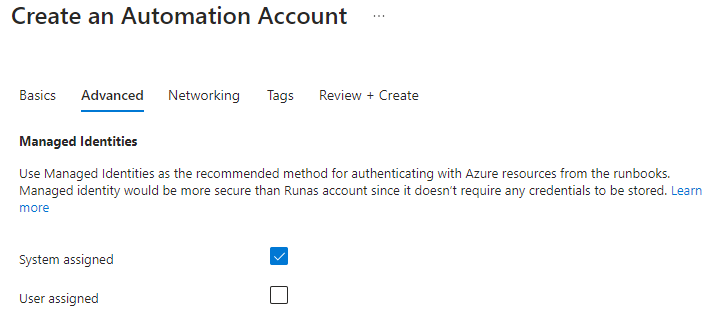 Create an Automation Account ...
Basics Advanced Networking Tags Review + Create
Managed Identities
Use Managed Identities as the recommended method for authenticating with Azure resources from the runbooks.
Managed identity would be more secure than Runas account since it doesn't require any credentials to be stored. Learn
more
System assigned
User assigned